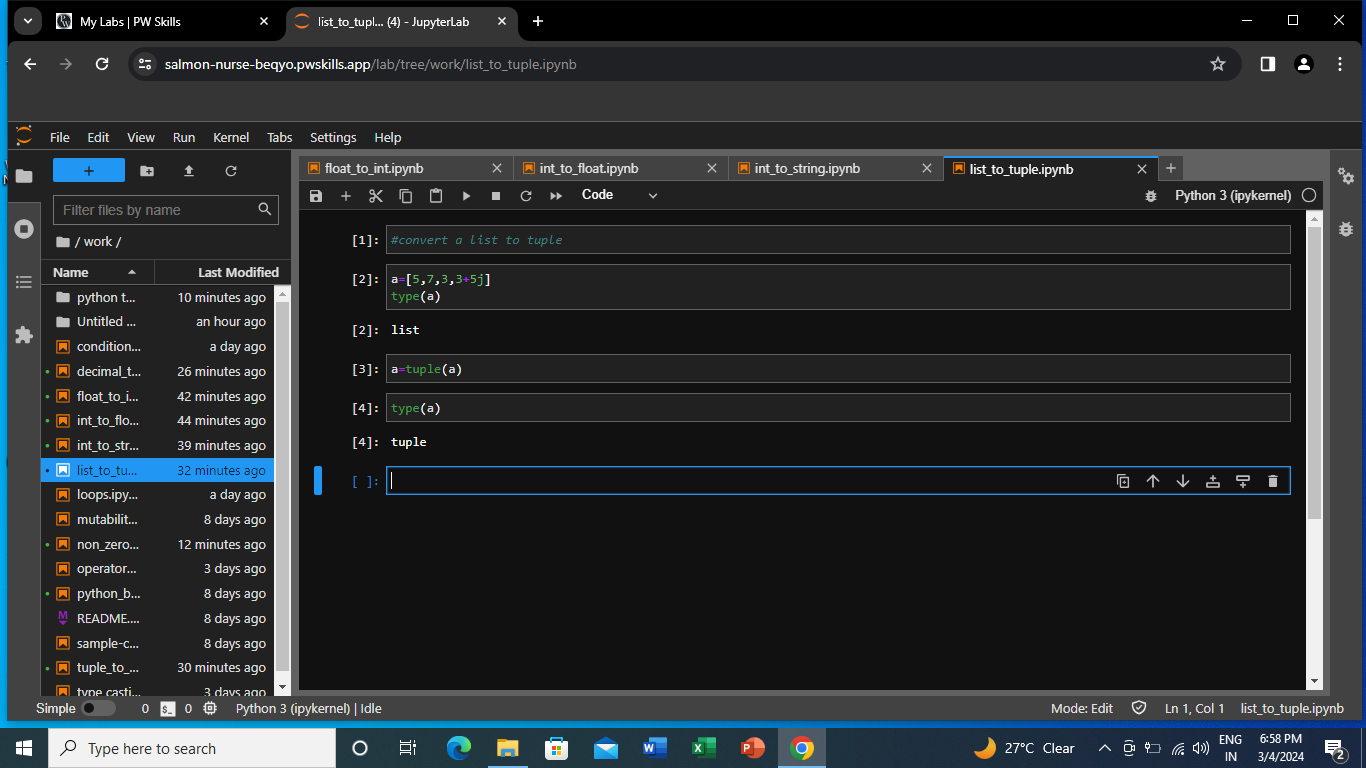 My Labs | PW Skills
list_to_tupl... (4) - JupyterLab
salmon-nurse-beqyo.pwskills.app/lab/tree/work/list_to_tuple.ipynb
File Edit View Run Kernel Tabs Settings Help
float_to_int.ipynb int_to_float.ipynb int_to_string.ipynb list_to_tuple.ipynb
Code Python 3 (ipykernel)
Filter files by name
/ work /
Name Last Modified
python t... 10 minutes ago
Untitled ... an hour ago
condition... a day ago
decimal_t... 26 minutes ago
float_to_i... 42 minutes ago
int_to_flo... 44 minutes ago
int_to_str... 39 minutes ago
list_to_tu... 32 minutes ago
loops.ipy... a day ago
mutabilit... 8 days ago
non_zero... 12 minutes ago
operator... 3 days ago
python_b... 8 days ago
README.... 8 days ago
sample-c... 8 days ago
tuple_to_... 30 minutes ago
type casti... 3 days ago
[1]: #convert a list to tuple
[2]: a=[5,7,3,3+5j]
type(a)
[2]: list
[3]: a=tuple(a)
[4]: type(a)
[4]: tuple
[ ]:
Simple 0 0 Python 3 (ipykernel) | Idle Mode: Edit Ln 1, Col 1 list_to_tuple.ipynb
Type here to search
27°C Clear
ENG
IN
6:58 PM
3/4/2024
2